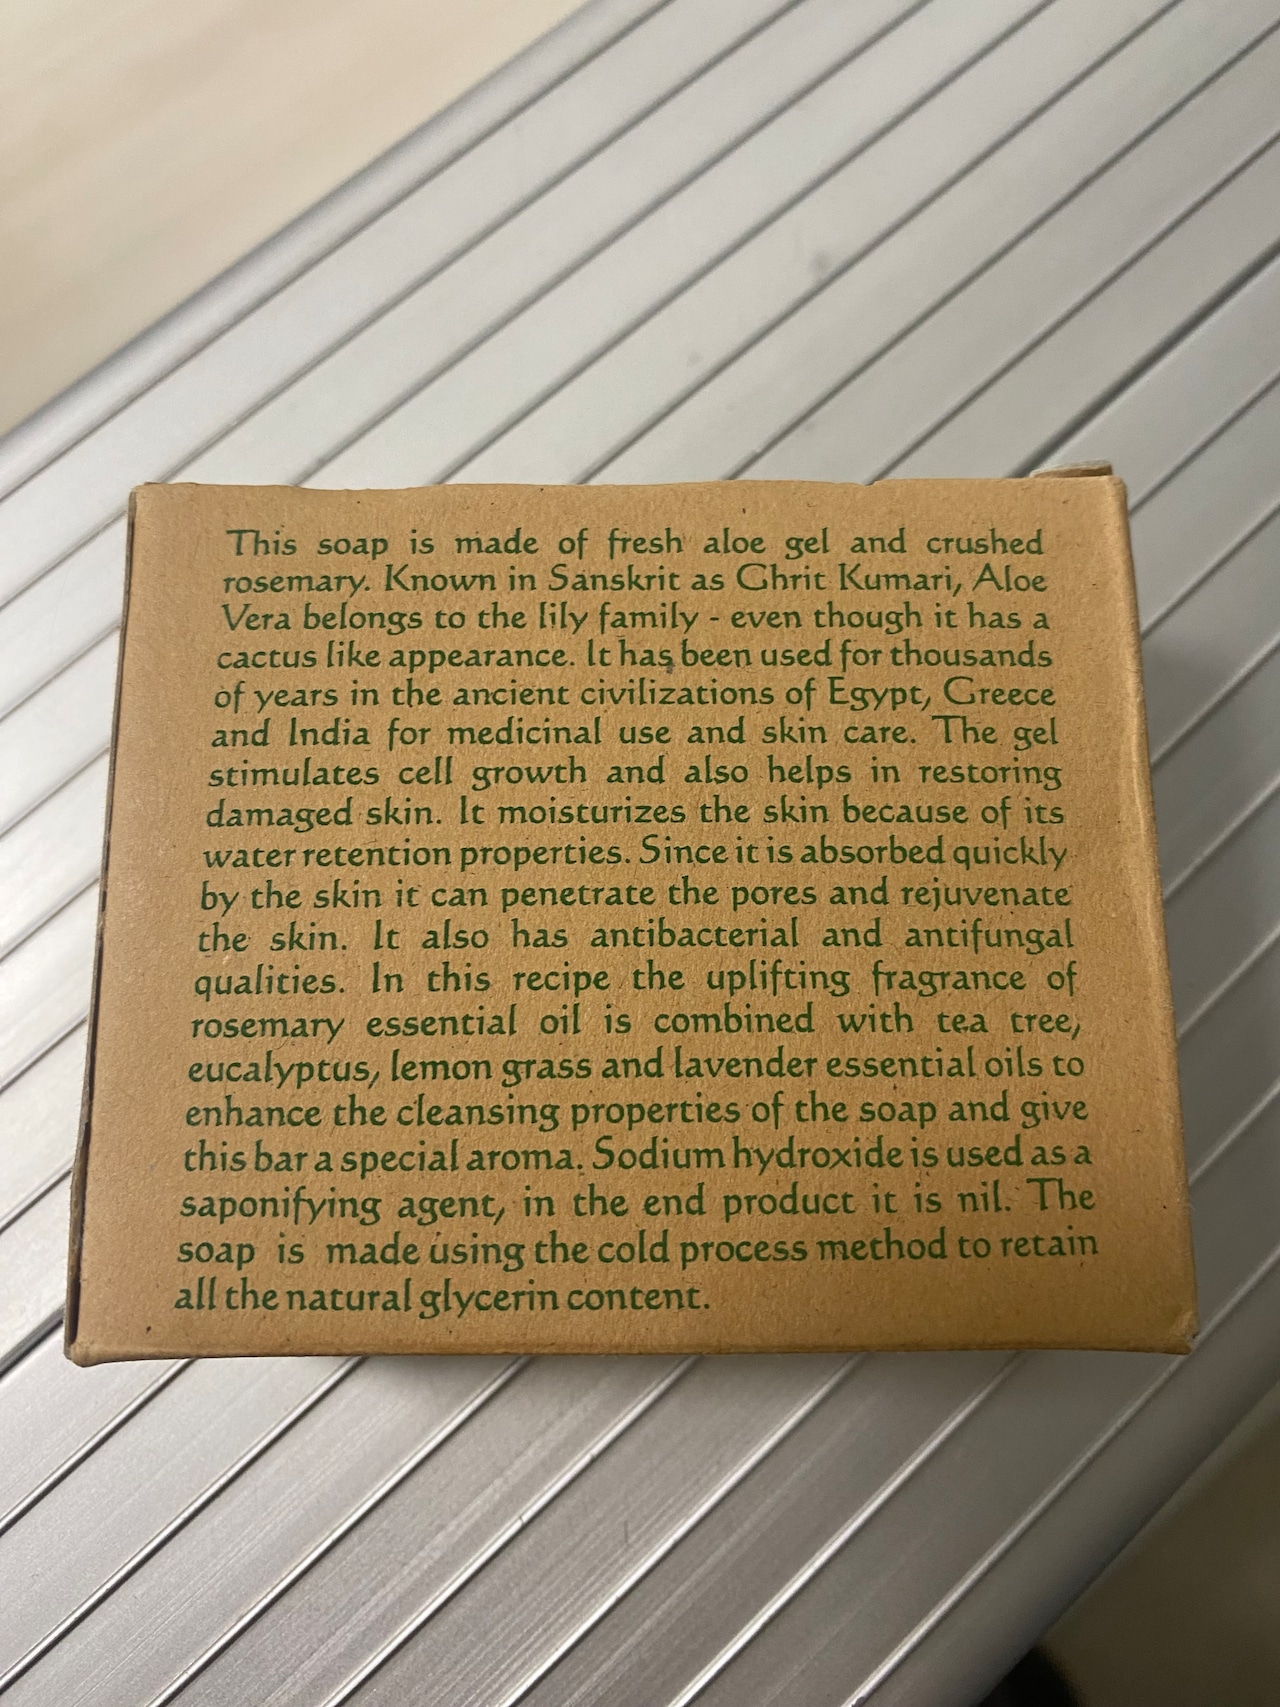 This soap is made of fresh aloe gel and crushed
rosemary. Known in Sanskrit as Ghrit Kumari, Aloe
Vera belongs to the lily family - even though it has a
cactus like appearance. It has been used for thousands
of years in the ancient civilizations of Egypt, Greece
and India for medicinal use and skin care. The gel
stimulates cell growth and also helps in restoring
damaged skin. It moisturizes the skin because of its
water retention properties. Since it is absorbed quickly
by the skin it can penetrate the pores and rejuvenate
the skin. It also has antibacterial and antifungal
qualities. In this recipe the uplifting fragrance of
rosemary essential oil is combined with tea tree,
eucalyptus, lemon grass and lavender essential oils to
enhance the cleansing properties of the soap and give
this bar a special aroma. Sodium hydroxide is used as a
saponifying agent, in the end product it is nil. The
soap is made using the cold process method to retain
all the natural glycerin content.